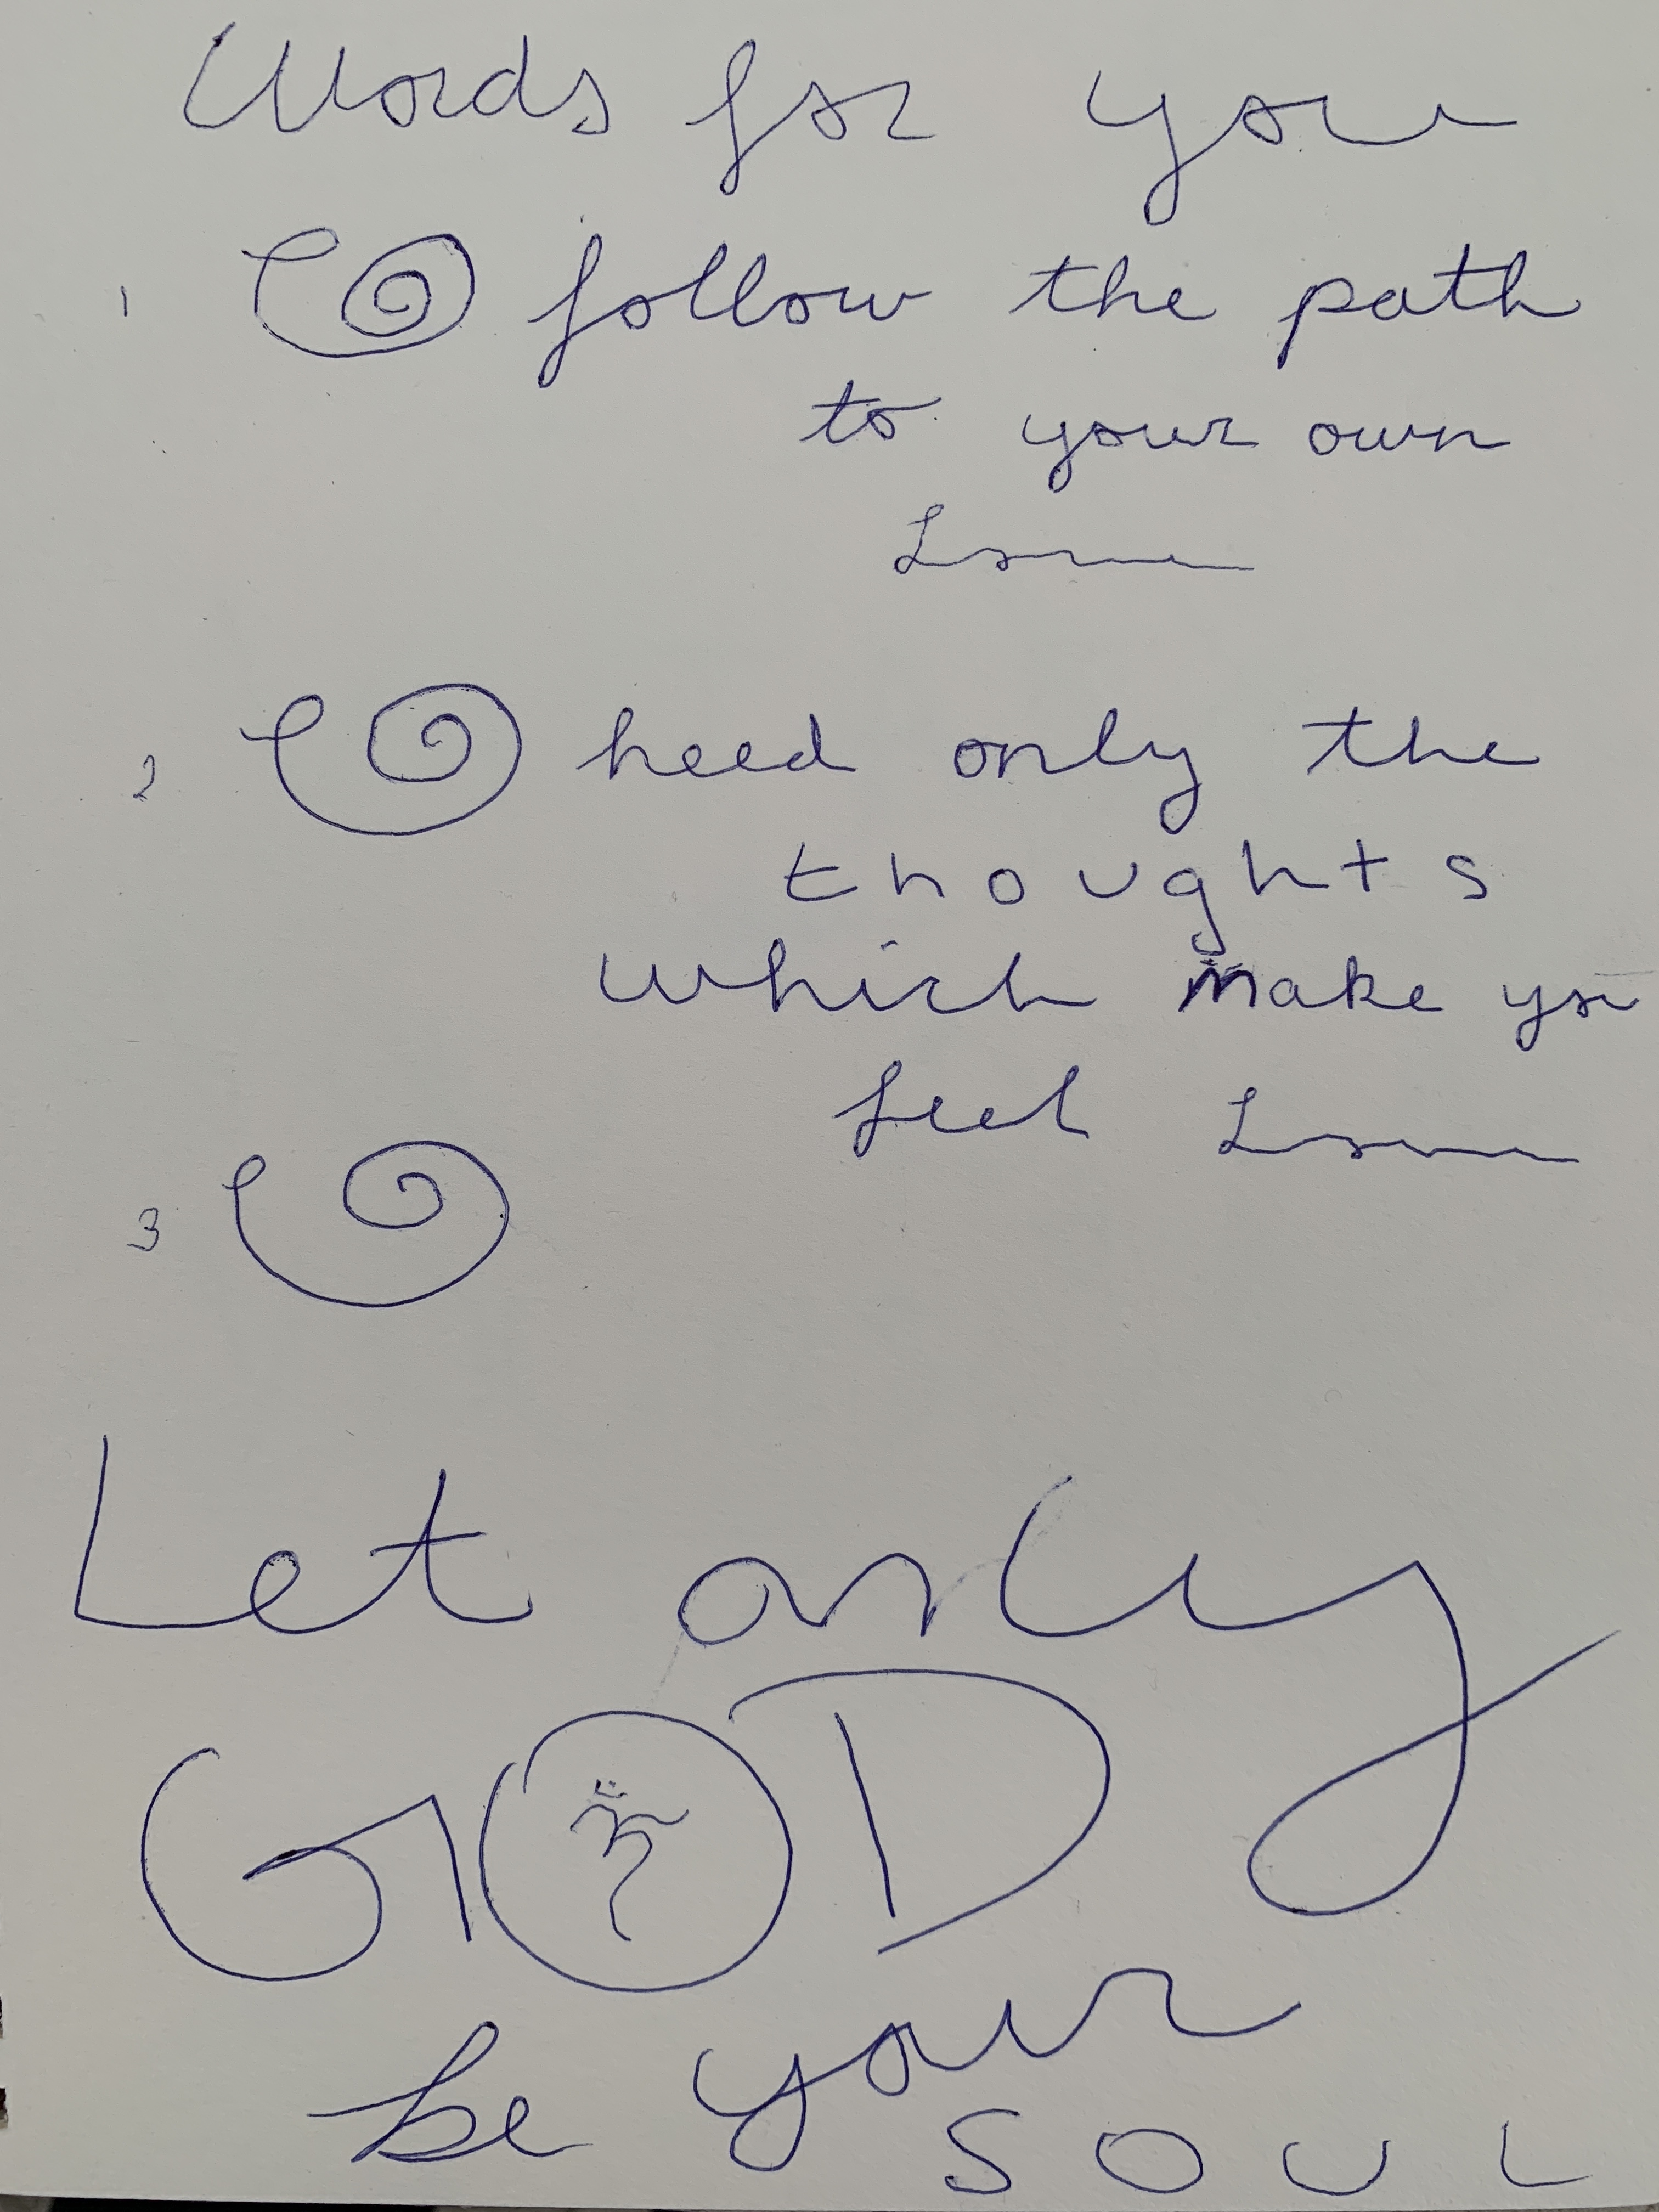 Words for you
1 follow the path
to your own
Love
2 heed only the
thoughts
which make you
feel Love
3
Let only
GOD
be your
SOUL